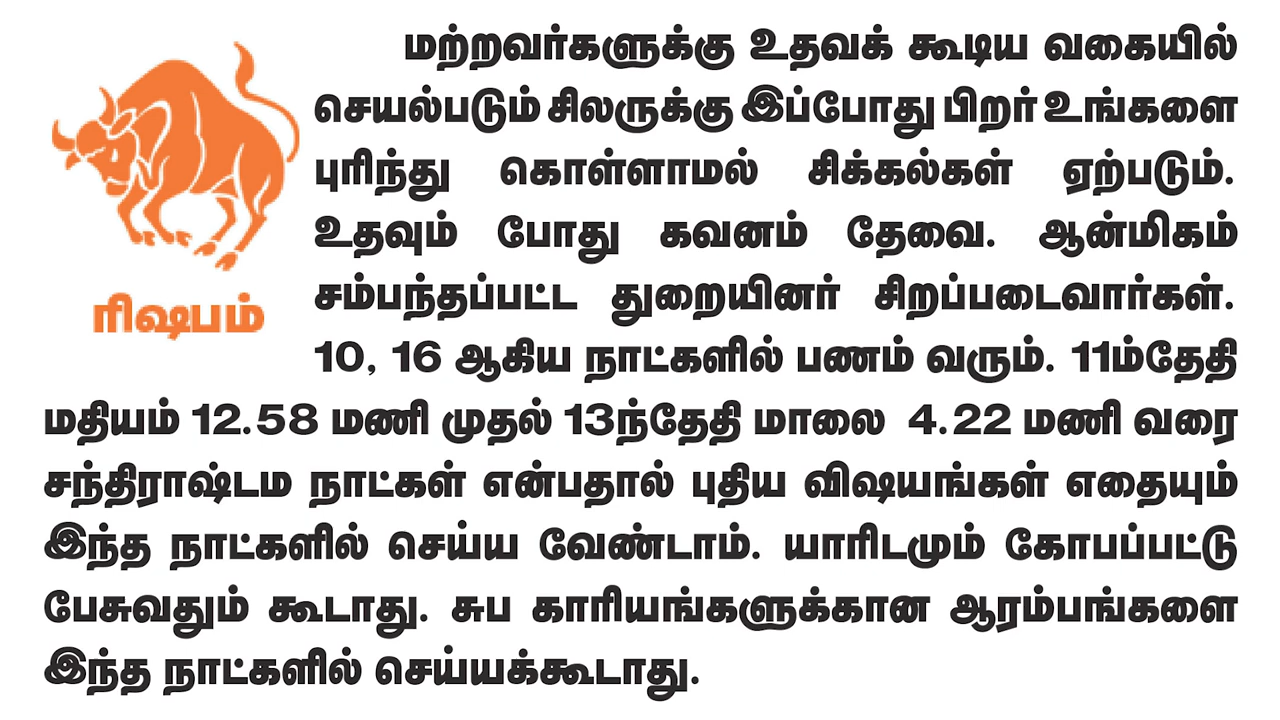 மற்றவர்களுக்கு உதவக் கூடிய வகையில்
செயல்படும் சிலருக்கு இப்போது பிறர் உங்களை
புரிந்து கொள்ளாமல் சிக்கல்கள் ஏற்படும்.
உதவும் போது கவனம் தேவை. ஆன்மிகம்
சம்பந்தப்பட்ட துறையினர் சிறப்படைவார்கள்.
ரிஷபம்
10, 16 ஆகிய நாட்களில் பணம் வரும். 11ம்தேதி
மதியம் 12.58 மணி முதல் 13ந்தேதி மாலை 4.22 மணி வரை
சந்திராஷ்டம நாட்கள் என்பதால் புதிய விஷயங்கள் எதையும்
இந்த நாட்களில் செய்ய வேண்டாம். யாரிடமும் கோபப்பட்டு
பேசுவதும் கூடாது. சுப காரியங்களுக்கான ஆரம்பங்களை
இந்த நாட்களில் செய்யக்கூடாது.